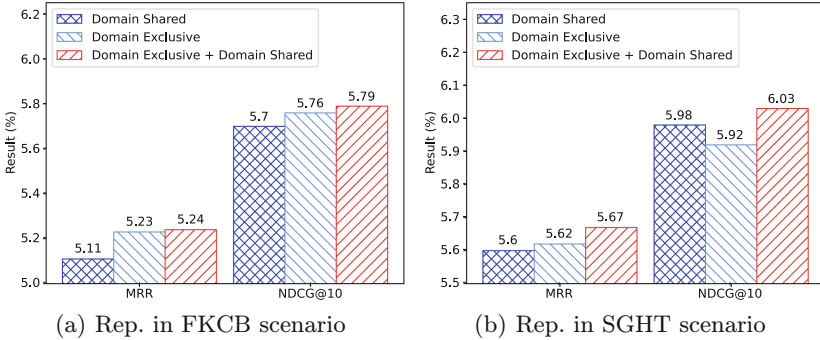 6.2
6.0
5.8
5.6
5.4
5.2
5.0
Result (%)
Domain Shared
Domain Exclusive
Domain Exclusive + Domain Shared
5.11
5.23
5.24
5.7
5.76
5.79
MRR
NDCG@10
(a) Rep. in FKCB scenario
6.3
6.2
6.1
6.0
5.9
5.8
5.7
5.6
5.5
Result (%)
Domain Shared
Domain Exclusive
Domain Exclusive + Domain Shared
5.6
5.62
5.67
5.98
5.92
6.03
MRR
NDCG@10
(b) Rep. in SGHT scenario